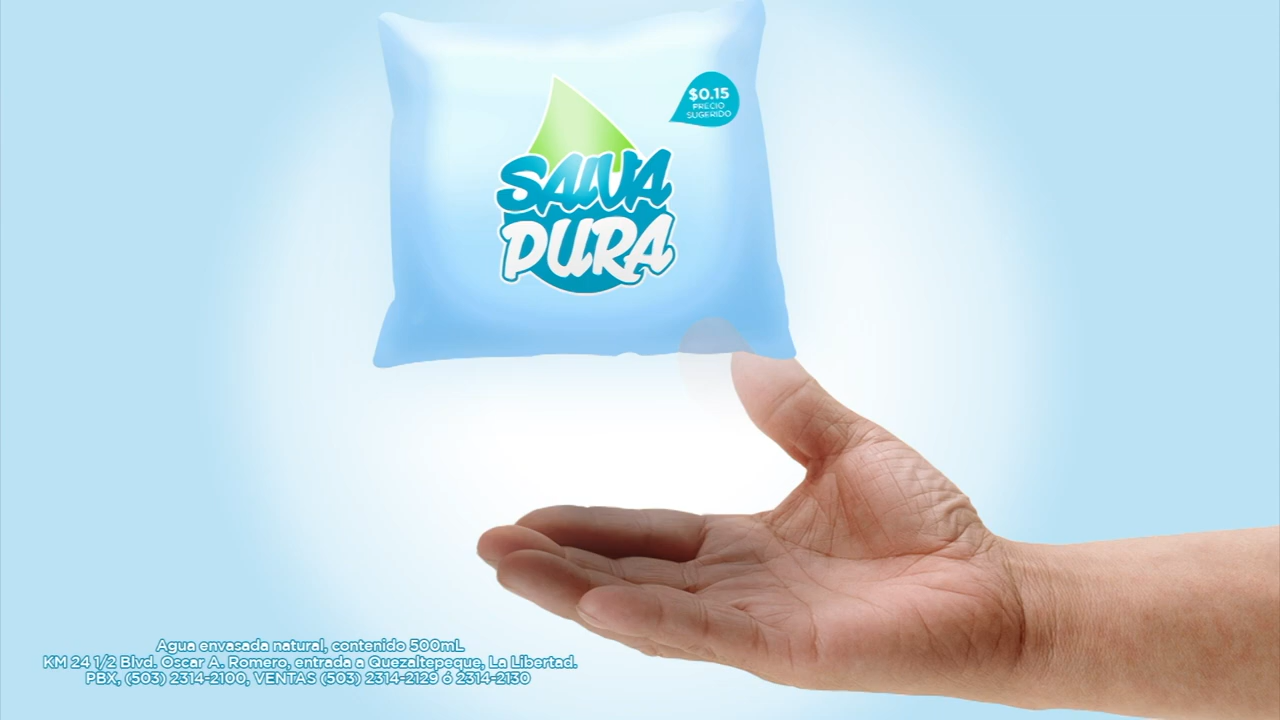 $0.15
PRECIO
SUGERIDO
SALVA
PURA
Agua envasada natural, contenido 500mL
KM 24 1/2 Blvd. Oscar A. Romero, entrada a Quezaltepeque, La Libertad.
PBX, (503) 2314-2100, VENTAS (503) 2314-2129 ó 2314-2130